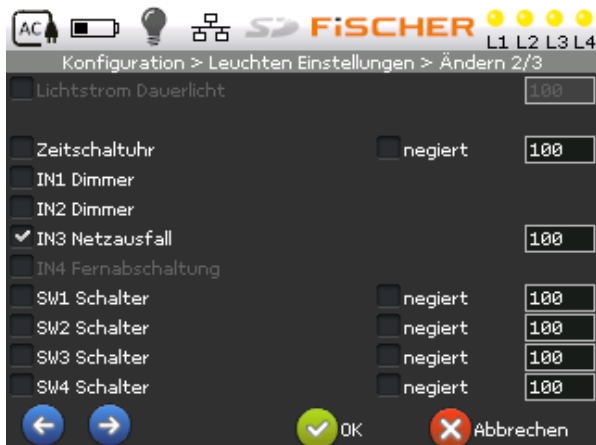 AC SD FiSCHER L1 L2 L3 L4
Konfiguration > Leuchten Einstellungen > Ändern 2/3
Lichtstrom Dauerlicht 100
Zeitschaltuhr negiert 100
IN1 Dimmer
IN2 Dimmer
IN3 Netzausfall 100
IN4 Fernabschaltung
SW1 Schalter negiert 100
SW2 Schalter negiert 100
SW3 Schalter negiert 100
SW4 Schalter negiert 100
OK Abbrechen